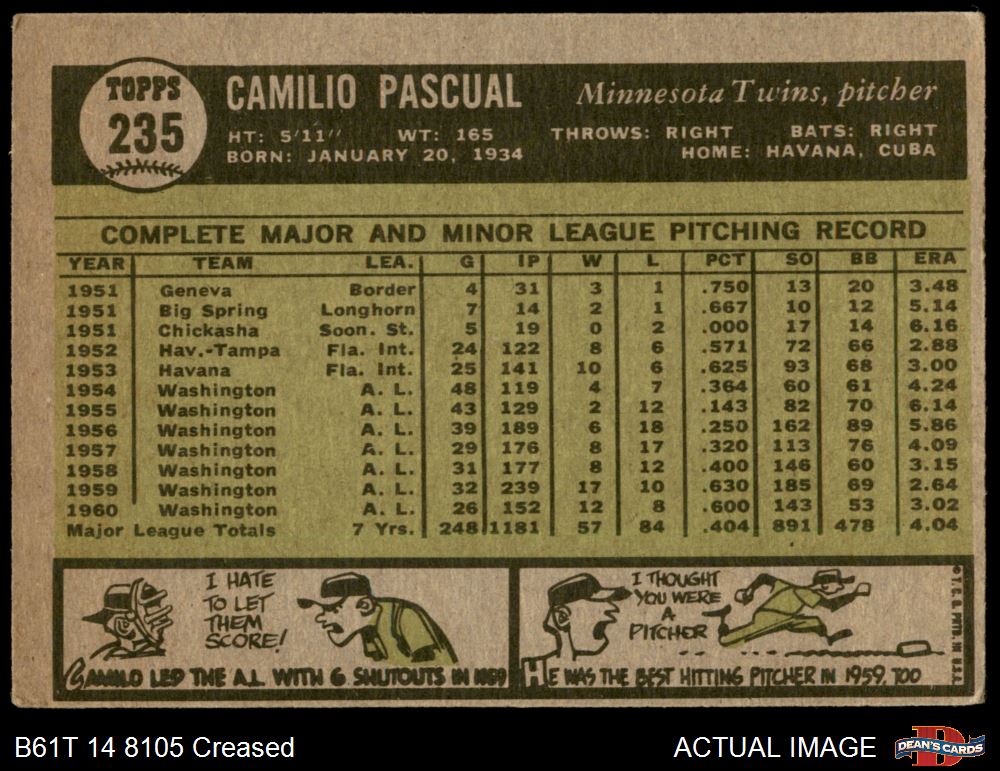 TOPPS
235
CAMILIO PASCUAL
Minnesota Twins, pitcher
HT: 5'11" WT: 165 THROWS: RIGHT BATS: RIGHT
BORN: JANUARY 20, 1934 HOME: HAVANA, CUBA
COMPLETE MAJOR AND MINOR LEAGUE PITCHING RECORD
YEAR TEAM LEA. G IP W L PCT SO BB ERA
1951 Geneva Border 4 31 3 1 .750 13 20 3.48
1951 Big Spring Longhorn 7 14 2 1 .667 10 12 5.14
1951 Chickasha Soon. St. 5 19 0 2 .000 17 14 6.16
1952 Hav.-Tampa Fla. Int. 24 122 8 6 .571 72 66 2.88
1953 Havana Fla. Int. 25 141 10 6 .625 93 68 3.00
1954 Washington A. L. 48 119 4 7 .364 60 61 4.24
1955 Washington A. L. 43 129 2 12 .143 82 70 6.14
1956 Washington A. L. 39 189 6 18 .250 162 89 5.86
1957 Washington A. L. 29 176 8 17 .320 113 76 4.09
1958 Washington A. L. 31 177 8 12 .400 146 60 3.15
1959 Washington A. L. 32 239 17 10 .630 185 69 2.64
1960 Washington A. L. 26 152 12 8 .600 143 53 3.02
Major League Totals 7 Yrs. 248 1181 57 84 .404 891 478 4.04
I HATE
TO LET
THEM
SCORE!
CAMILO LED THE A.L. WITH 6 SHUTOUTS IN 1959
I THOUGHT
YOU WERE
A
PITCHER
HE WAS THE BEST HITTING PITCHER IN 1959, TOO
© T.C.G. PRTD. IN U.S.A.
B61T 14 8105 Creased
ACTUAL IMAGE
DEAN'S CARDS